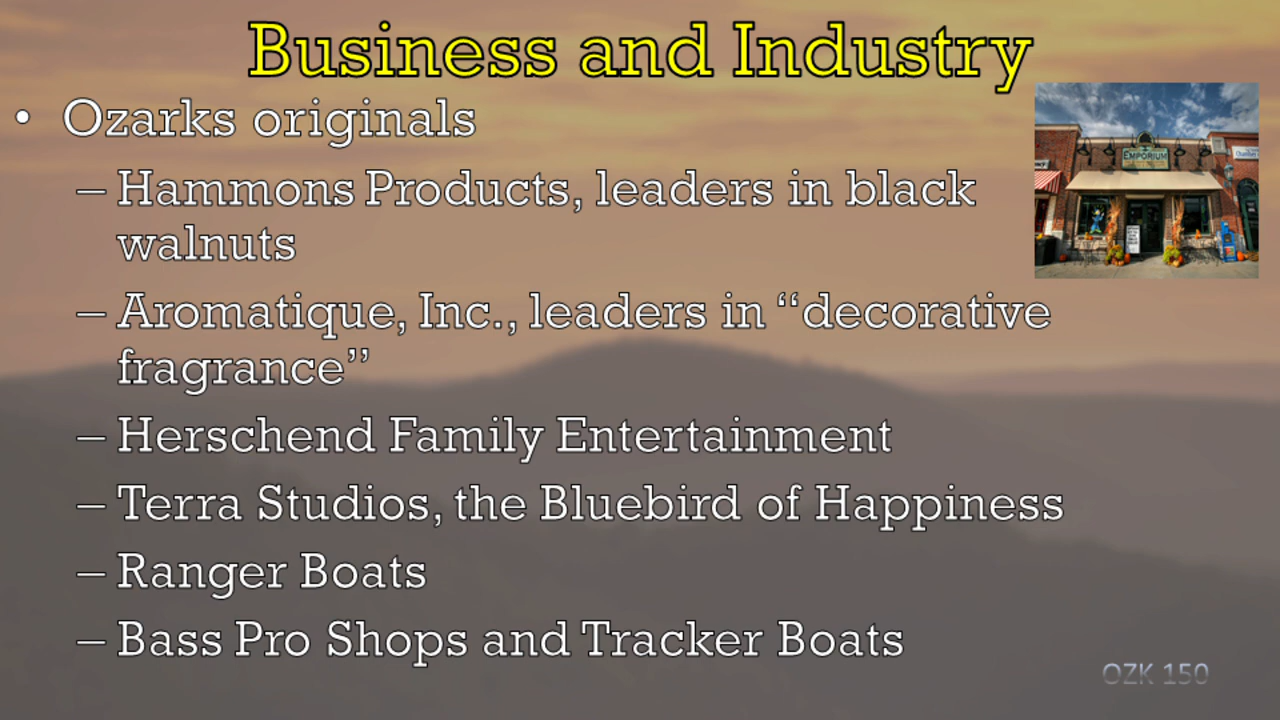 Business and Industry
• Ozarks originals
– Hammons Products, leaders in black
walnuts
– Aromatique, Inc., leaders in “decorative
fragrance”
– Herschend Family Entertainment
– Terra Studios, the Bluebird of Happiness
– Ranger Boats
– Bass Pro Shops and Tracker Boats
EMPORIUM
OZK 150